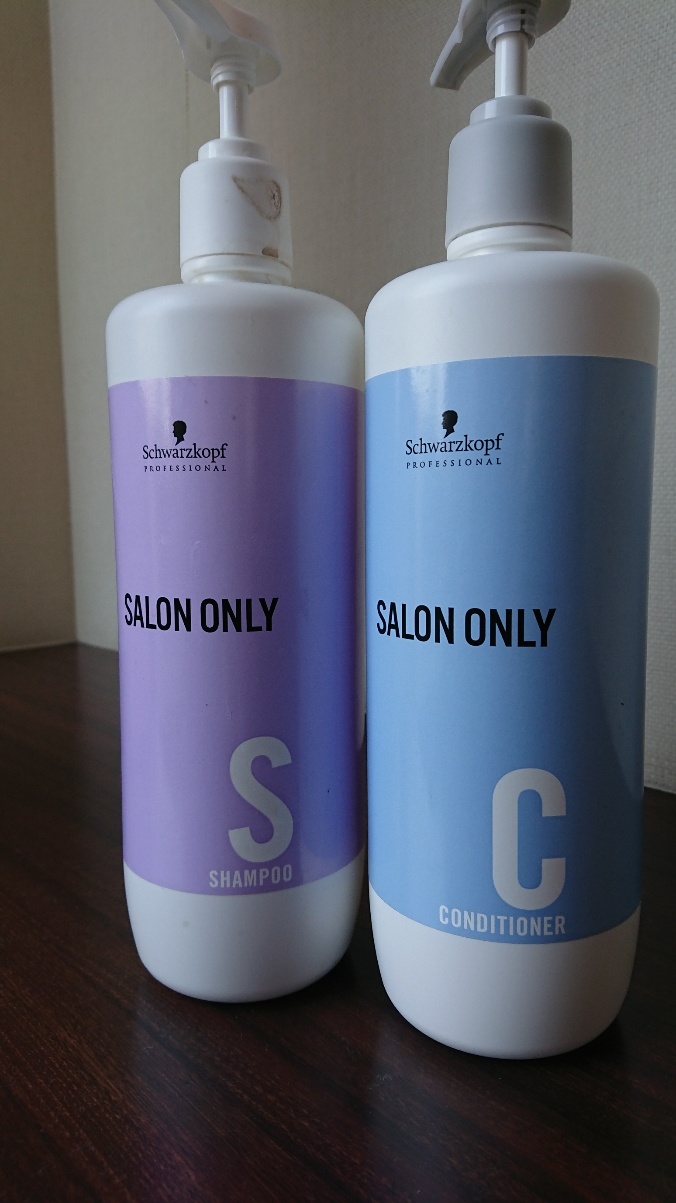 Schwarzkopf
PROFESSIONAL
SALON ONLY
S
SHAMPOO
Schwarzkopf
PROFESSIONAL
SALON ONLY
C
CONDITIONER